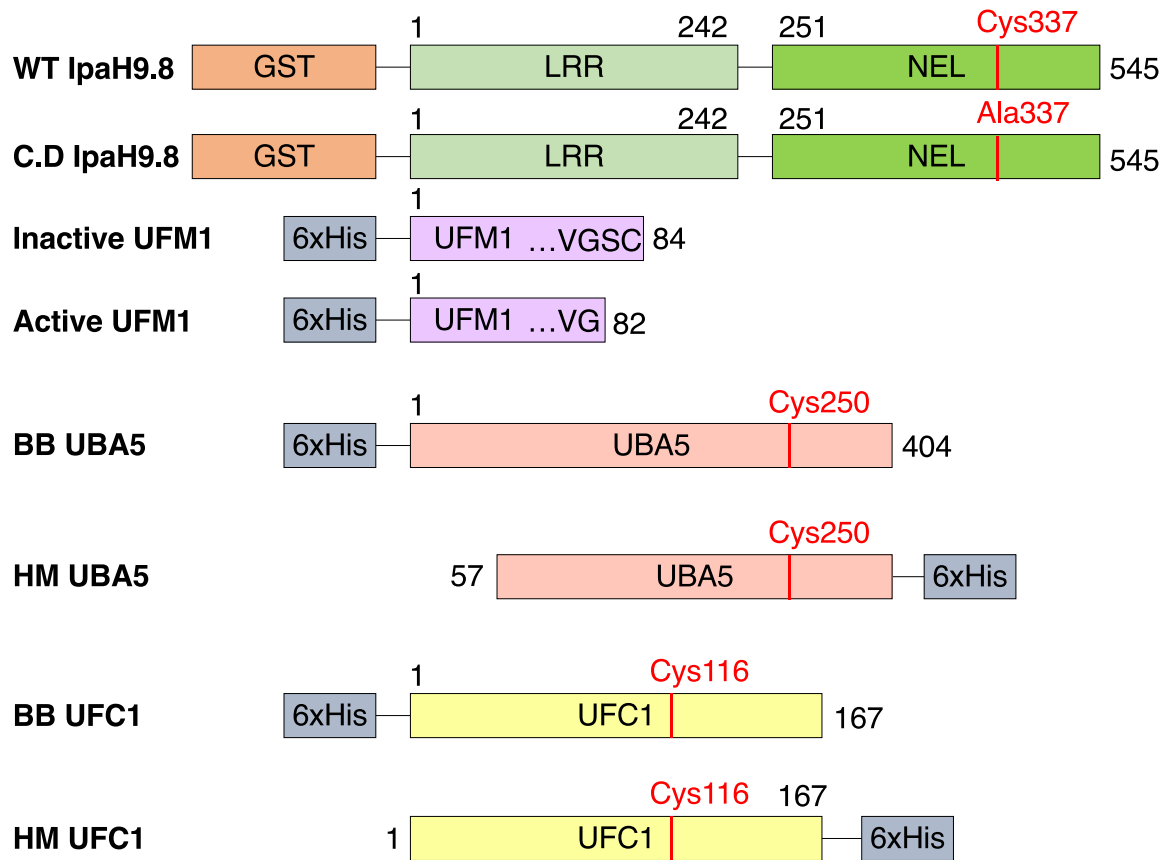 1 242 251 Cys337
WT IpaH9.8 GST LRR NEL 545
1 242 251 Ala337
C.D IpaH9.8 GST LRR NEL 545
1
Inactive UFM1 6xHis UFM1 ...VGSC 84
1
Active UFM1 6xHis UFM1 ...VG 82
1 Cys250
BB UBA5 6xHis UBA5 404
Cys250
HM UBA5 57 UBA5 6xHis
1 Cys116
BB UFC1 6xHis UFC1 167
Cys116 167
HM UFC1 1 UFC1 6xHis